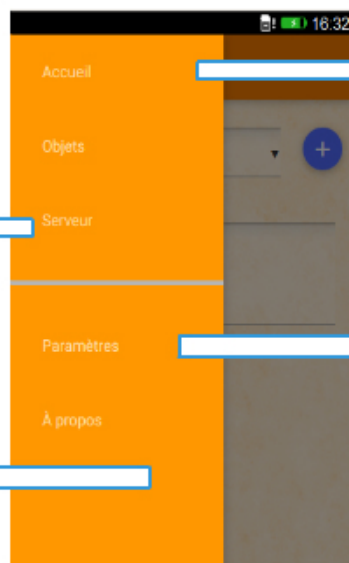 16:32
Accueil
Objets
Serveur
Paramètres
À propos